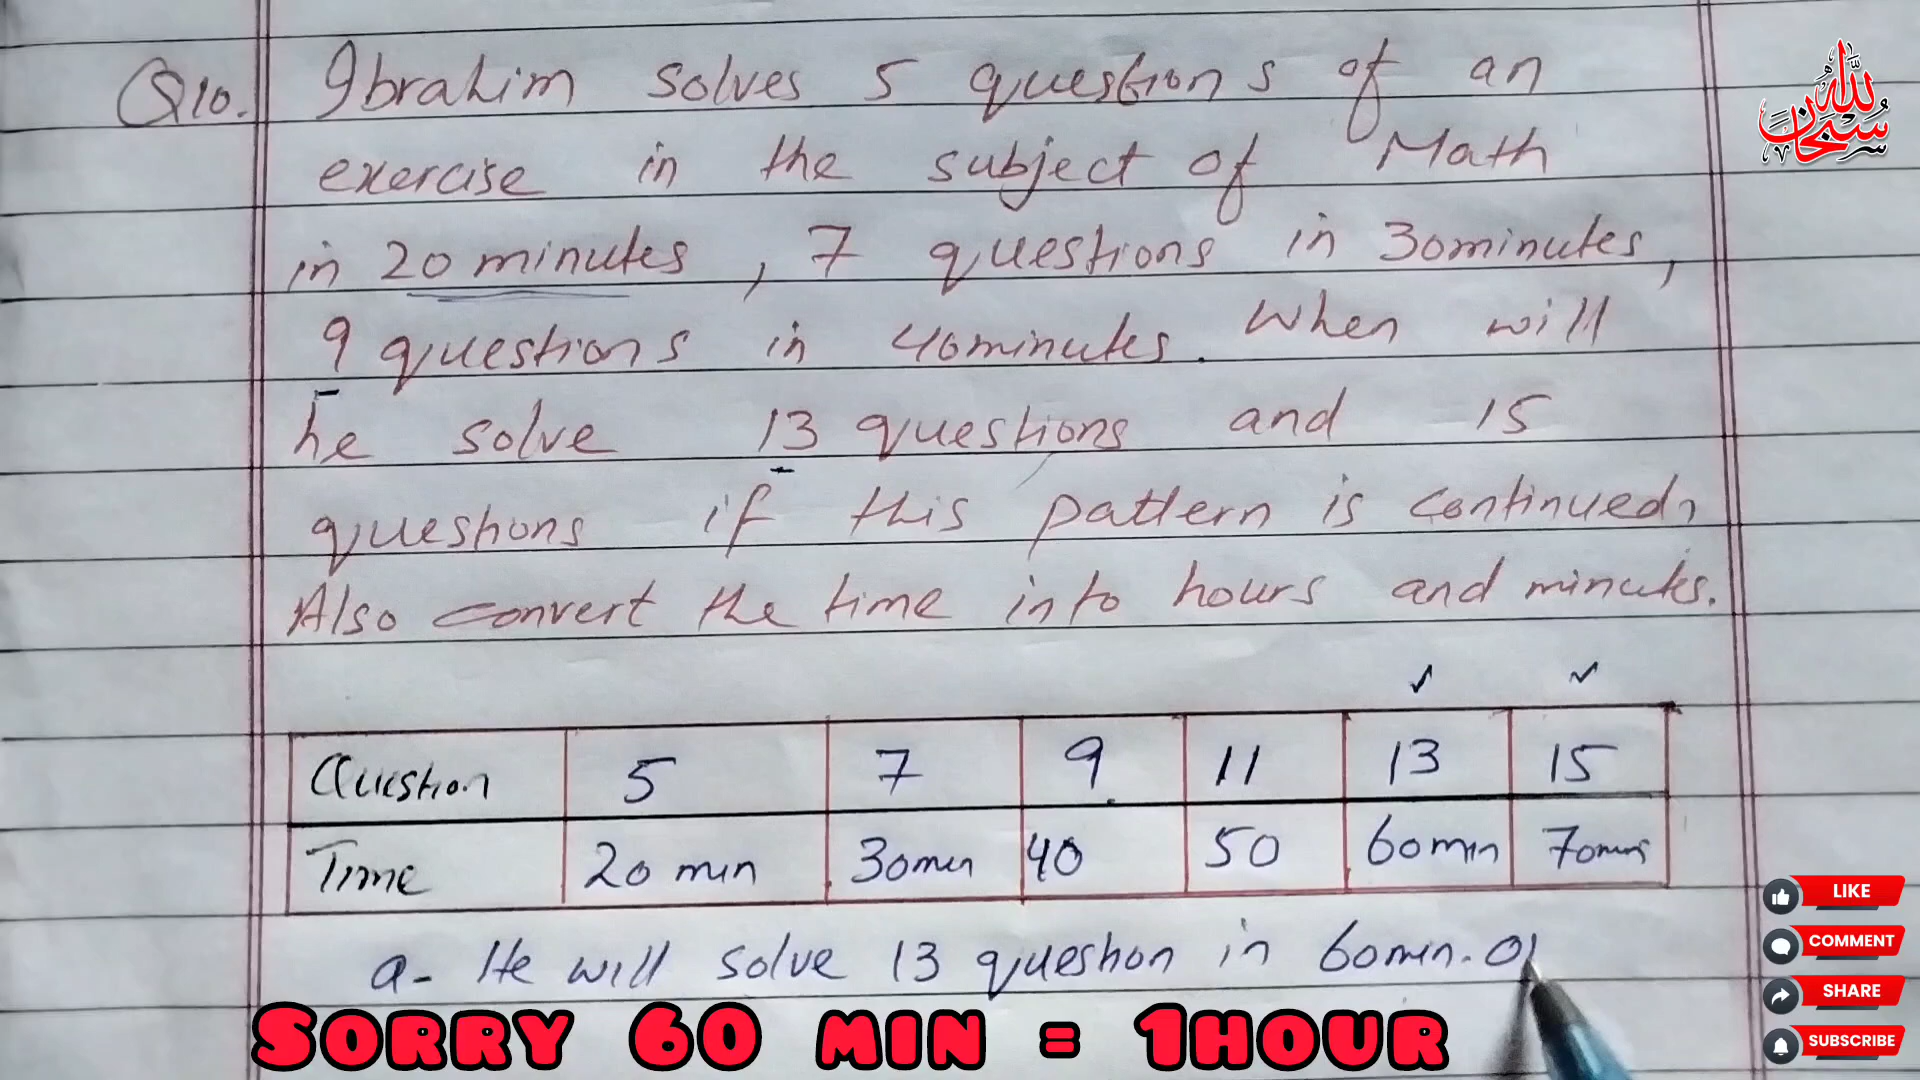 Q10. Ibrahim solves 5 questions of an
exercise in the subject of Math
in 20 minutes, 7 questions in 30minutes,
9 questions in 40minutes. When will
he solve 13 questions and 15
questions if this pattern is continued,
Also convert the time into hours and minutes.
Question 5 7 9 11 13 15
Time 20 min 30min 40 50 60min 70min
a- He will solve 13 question in 60min. 01
SORRY 60 MIN = 1HOUR
سبحان الله
LIKE
COMMENT
SHARE
SUBSCRIBE